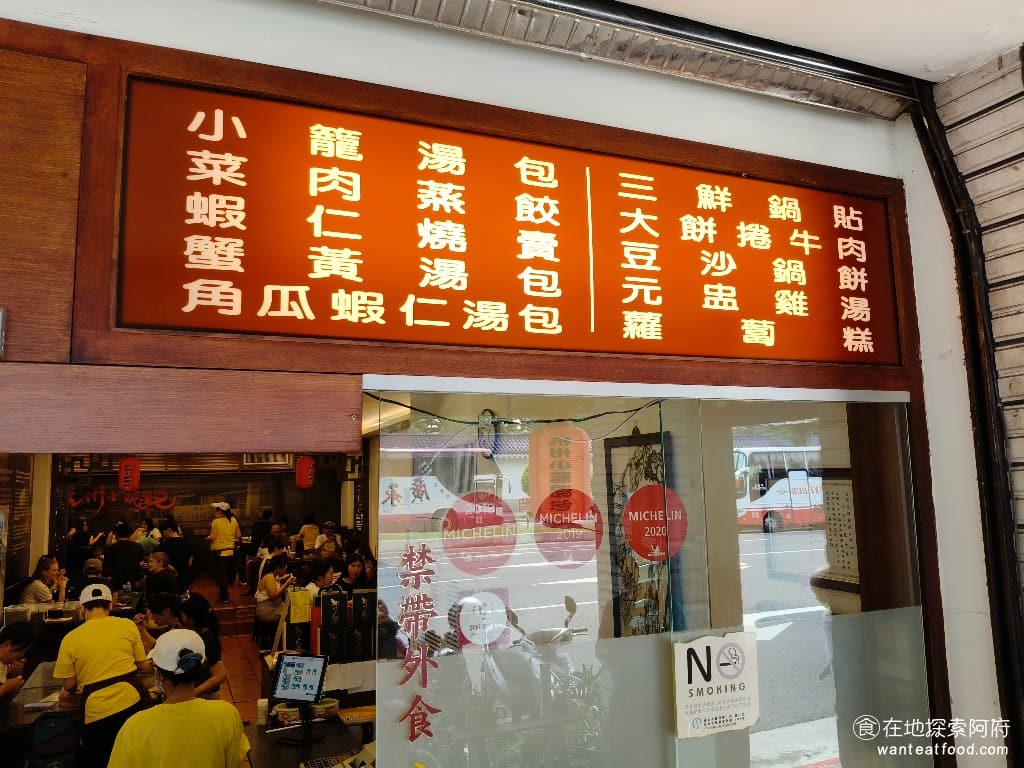 小籠湯包
菜肉蒸餃
蝦仁燒賣
蟹黃湯包
角瓜蝦仁湯包
三鮮鍋貼
大餅捲牛肉
豆沙鍋餅
元盅雞湯
蘿蔔糕
2018
MICHELIN
MICHELIN
2019
MICHELIN
2020
禁帶外食
NO
SMOKING
食在地探索阿府
wanteatfood.com